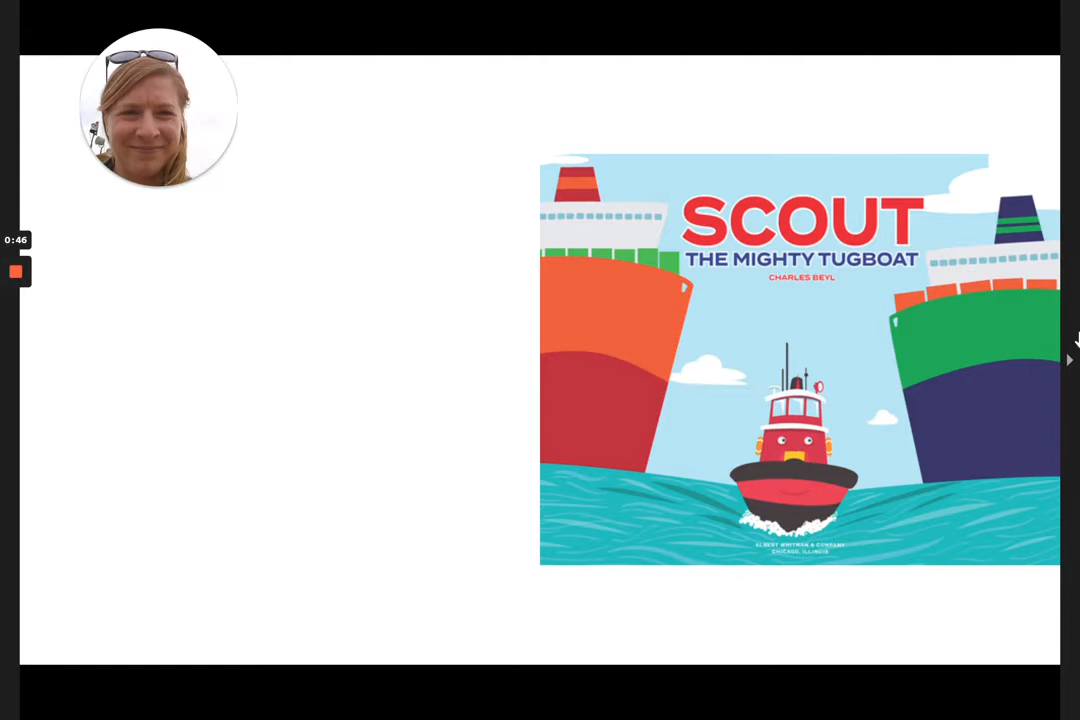 0:46
SCOUT
THE MIGHTY TUGBOAT
CHARLES BEYL
ALBERT WHITMAN & COMPANY
CHICAGO, ILLINOIS